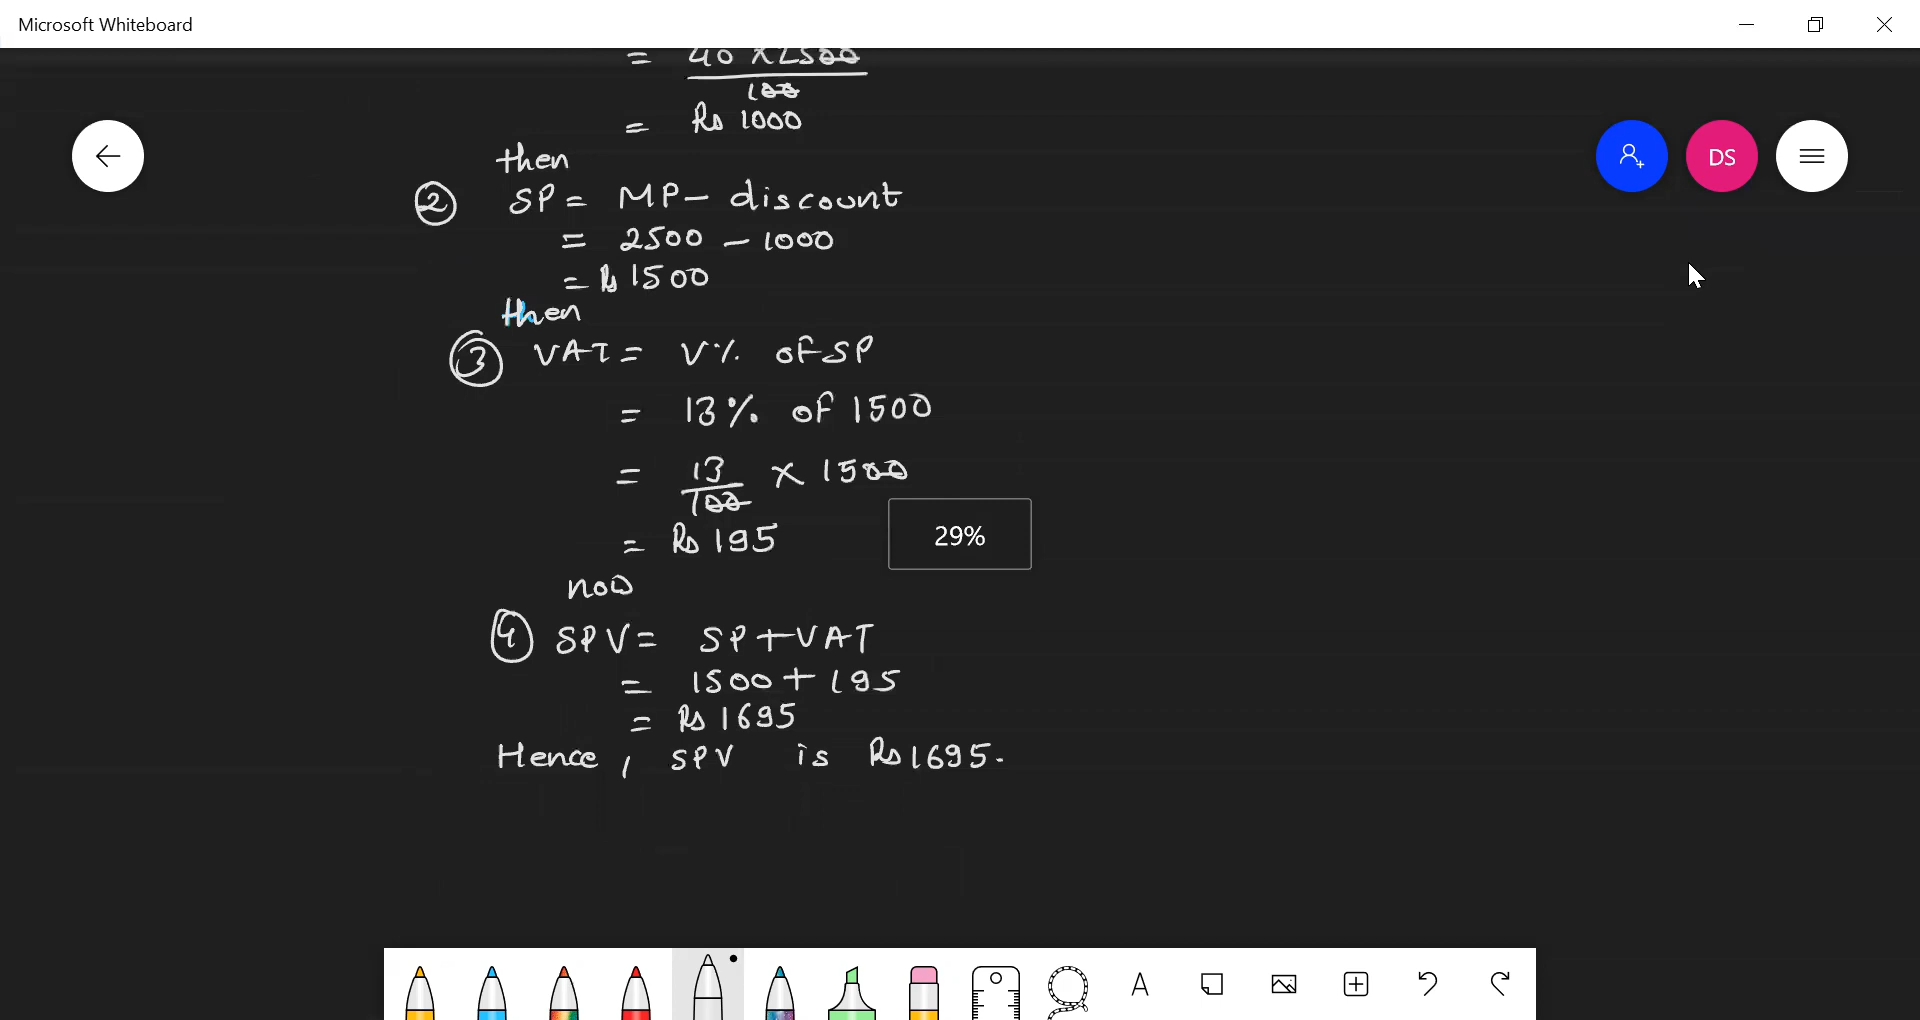 Microsoft Whiteboard
= 40 × 2500
100
= Rs 1000
then
② SP = MP - discount
= 2500 - 1000
= Rs 1500
then
③ VAT = V% of SP
= 13% of 1500
= 13/100 × 1500
= Rs 195
29%
now
④ SPV = SP + VAT
= 1500 + 195
= Rs 1695
Hence, SPV is Rs 1695.
DS
A